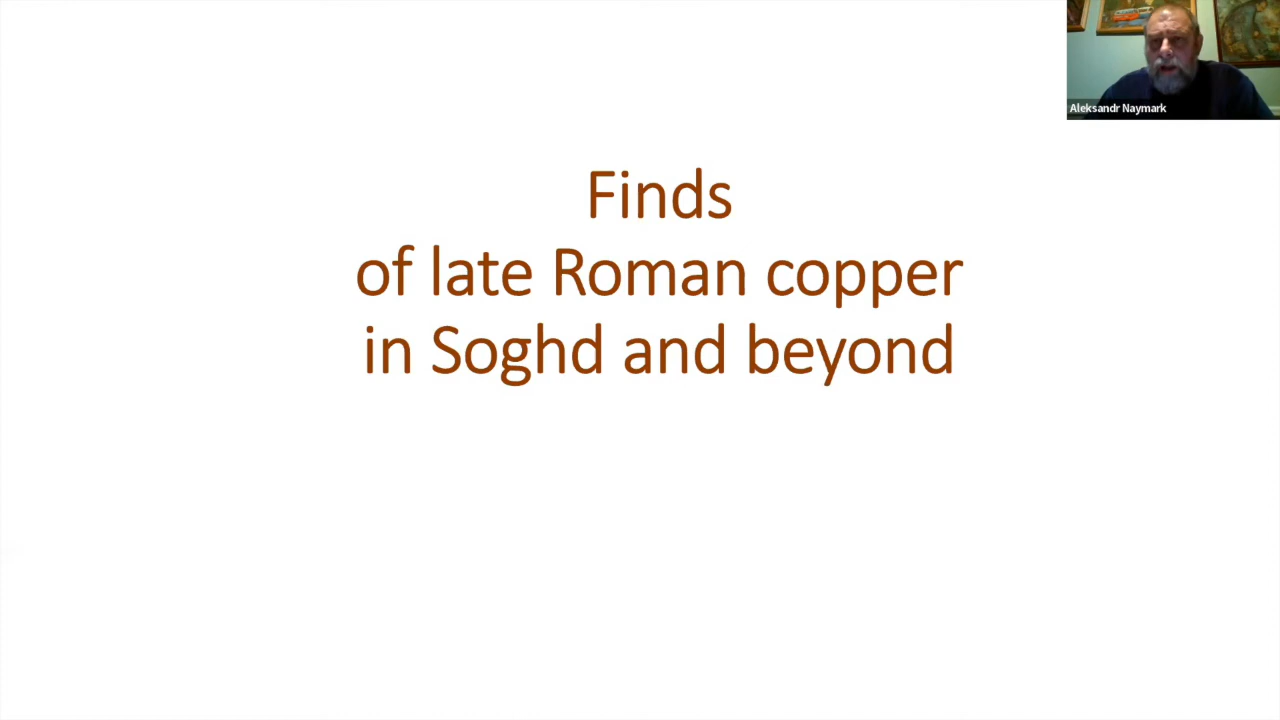 Aleksandr Naymark
Finds
of late Roman copper
in Soghd and beyond